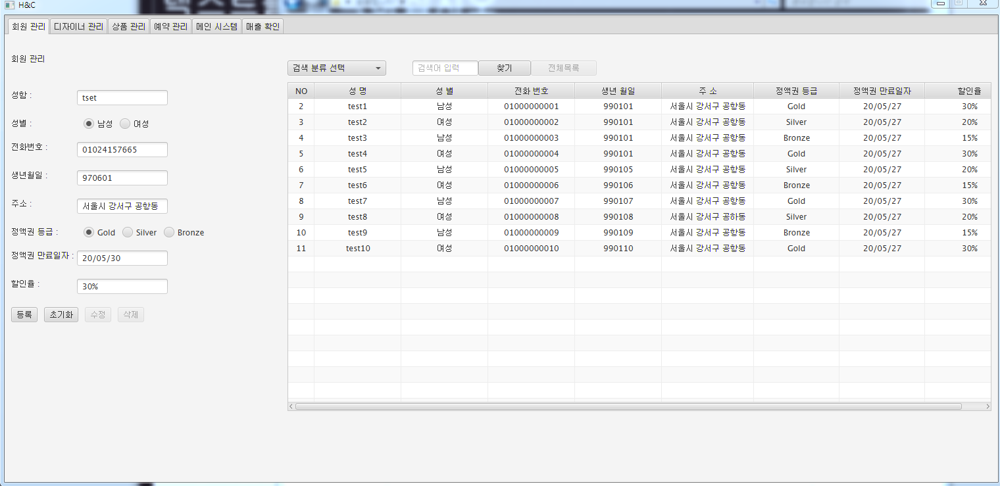 H&C
회원 관리 디자이너 관리 상품 관리 예약 관리 메인 시스템 매출 확인
회원 관리
검색 분류 선택 검색어 입력 찾기 전체목록
성함 : tset
성별 : 남성 여성
전화번호 : 01024157665
생년월일 : 970601
주소 : 서울시 강서구 공항동
정액권 등급 : Gold Silver Bronze
정액권 만료일자 : 20/05/30
할인율 : 30%
등록 초기화 수정 삭제
NO 성 명 성 별 전화 번호 생년 월일 주 소 정액권 등급 정액권 만료일자 할인율
2 test1 남성 01000000001 990101 서울시 강서구 공항동 Gold 20/05/27 30%
3 test2 여성 01000000002 990101 서울시 강서구 공항동 Silver 20/05/27 20%
4 test3 남성 01000000003 990101 서울시 강서구 공항동 Bronze 20/05/27 15%
5 test4 여성 01000000004 990101 서울시 강서구 공항동 Gold 20/05/27 30%
6 test5 남성 01000000005 990105 서울시 강서구 공항동 Silver 20/05/27 20%
7 test6 여성 01000000006 990106 서울시 강서구 공항동 Bronze 20/05/27 15%
8 test7 남성 01000000007 990107 서울시 강서구 공항동 Gold 20/05/27 30%
9 test8 여성 01000000008 990108 서울시 강서구 공하동 Silver 20/05/27 20%
10 test9 남성 01000000009 990109 서울시 강서구 공항동 Bronze 20/05/27 15%
11 test10 여성 01000000010 990110 서울시 강서구 공항동 Gold 20/05/27 30%